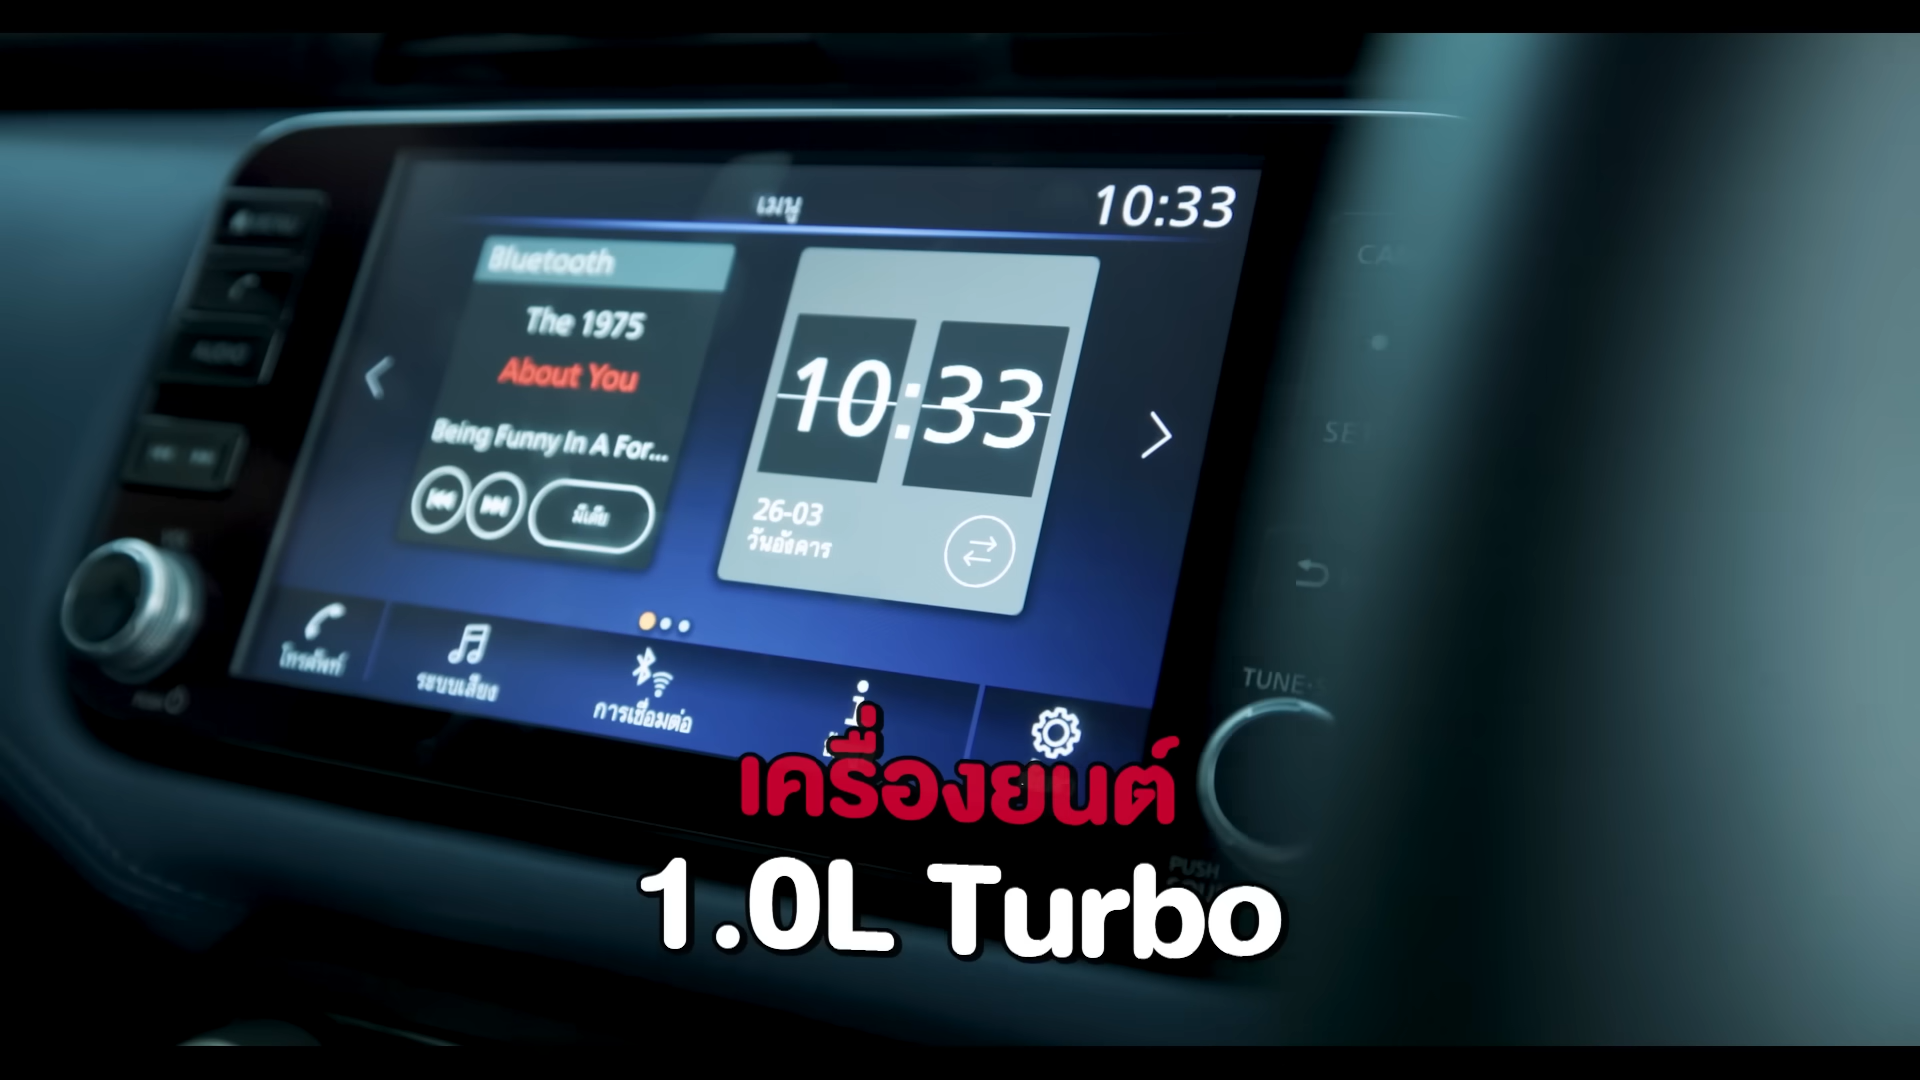 เมนู
10:33
MENU
Bluetooth
The 1975
About You
Being Funny In A For...
มีเดีย
10:33
26-03
วันอังคาร
AUDIO
VOL
โทรศัพท์
ระบบเสียง
การเชื่อมต่อ
SET
TUNE
PUSH
เครื่องยนต์
1.0L Turbo